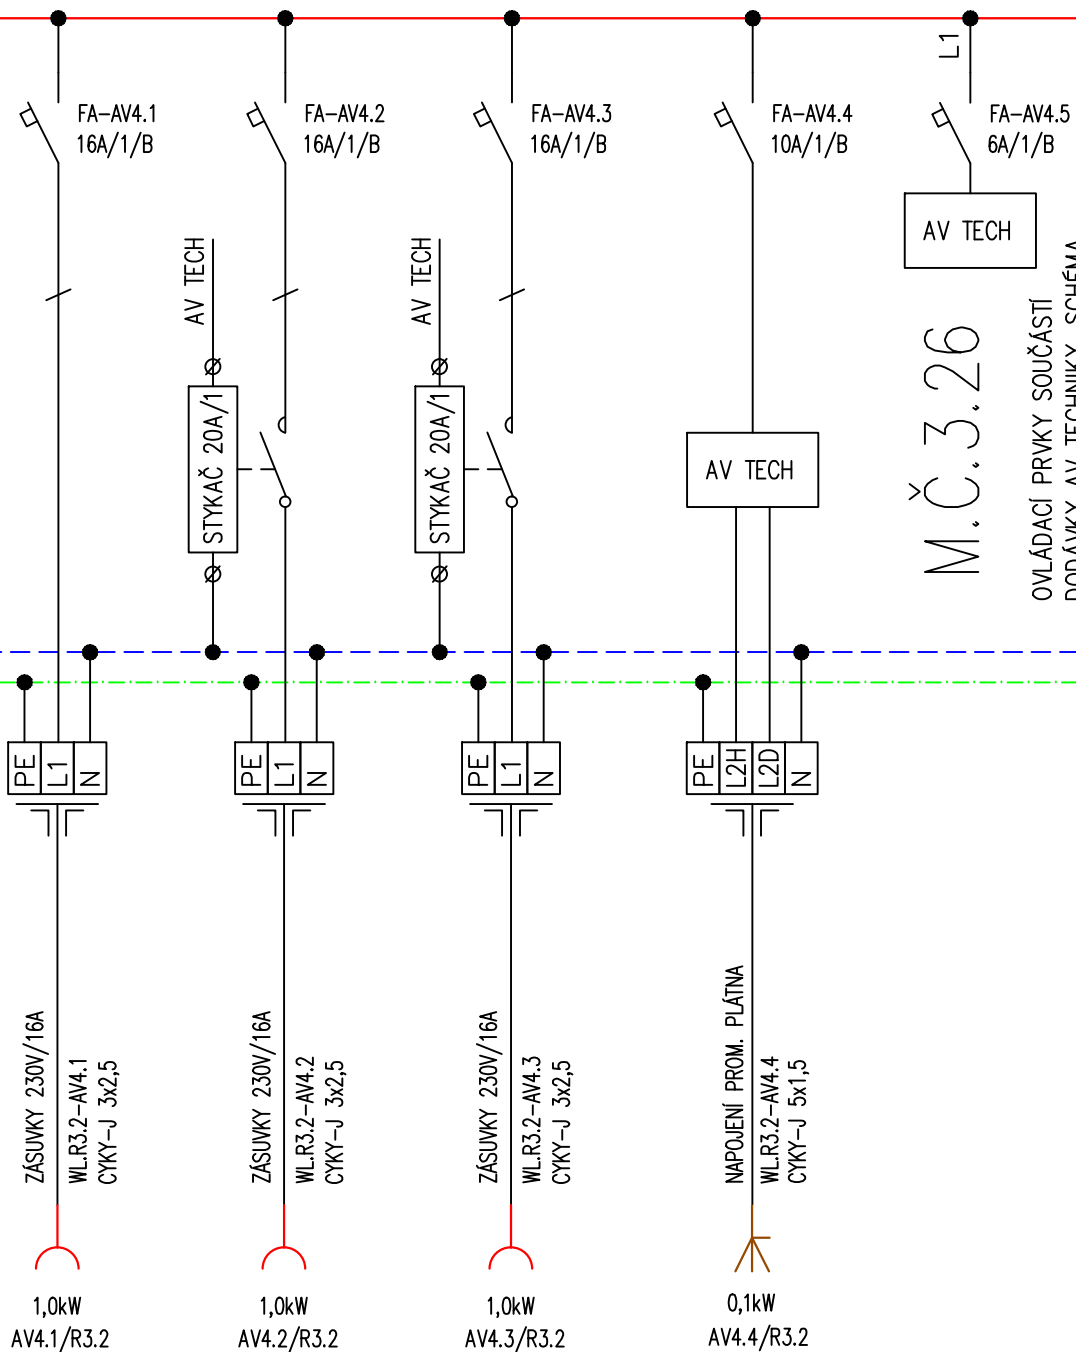 L1
FA-AV4.1
16A/1/B
FA-AV4.2
16A/1/B
FA-AV4.3
16A/1/B
FA-AV4.4
10A/1/B
FA-AV4.5
6A/1/B
AV TECH
AV TECH
AV TECH
STYKAČ 20A/1
STYKAČ 20A/1
AV TECH
M.Č.3.26
OVLÁDACÍ PRVKY SOUČÁSTÍ
DODÁVKY AV TECHNIKY, SCHÉMA
PE
L1
N
PE
L1
N
PE
L1
N
PE
L2H
L2D
N
ZÁSUVKY 230V/16A
WL.R3.2-AV4.1
CYKY-J 3x2,5
ZÁSUVKY 230V/16A
WL.R3.2-AV4.2
CYKY-J 3x2,5
ZÁSUVKY 230V/16A
WL.R3.2-AV4.3
CYKY-J 3x2,5
NAPOJENÍ PROM. PLÁTNA
WL.R3.2-AV4.4
CYKY-J 5x1,5
1,0kW
AV4.1/R3.2
1,0kW
AV4.2/R3.2
1,0kW
AV4.3/R3.2
0,1kW
AV4.4/R3.2